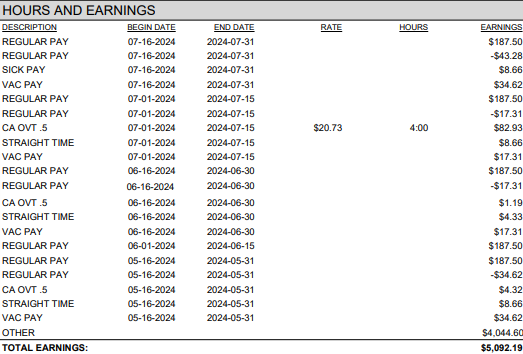 HOURS AND EARNINGS
DESCRIPTION BEGIN DATE END DATE RATE HOURS EARNINGS
REGULAR PAY 07-16-2024 2024-07-31 $187.50
REGULAR PAY 07-16-2024 2024-07-31 -$43.28
SICK PAY 07-16-2024 2024-07-31 $8.66
VAC PAY 07-16-2024 2024-07-31 $34.62
REGULAR PAY 07-01-2024 2024-07-15 $187.50
REGULAR PAY 07-01-2024 2024-07-15 -$17.31
CA OVT .5 07-01-2024 2024-07-15 $20.73 4:00 $82.93
STRAIGHT TIME 07-01-2024 2024-07-15 $8.66
VAC PAY 07-01-2024 2024-07-15 $17.31
REGULAR PAY 06-16-2024 2024-06-30 $187.50
REGULAR PAY 06-16-2024 2024-06-30 -$17.31
CA OVT .5 06-16-2024 2024-06-30 $1.19
STRAIGHT TIME 06-16-2024 2024-06-30 $4.33
VAC PAY 06-16-2024 2024-06-30 $17.31
REGULAR PAY 06-01-2024 2024-06-15 $187.50
REGULAR PAY 05-16-2024 2024-05-31 $187.50
REGULAR PAY 05-16-2024 2024-05-31 -$34.62
CA OVT .5 05-16-2024 2024-05-31 $4.32
STRAIGHT TIME 05-16-2024 2024-05-31 $8.66
VAC PAY 05-16-2024 2024-05-31 $34.62
OTHER $4,044.60
TOTAL EARNINGS: $5,092.19